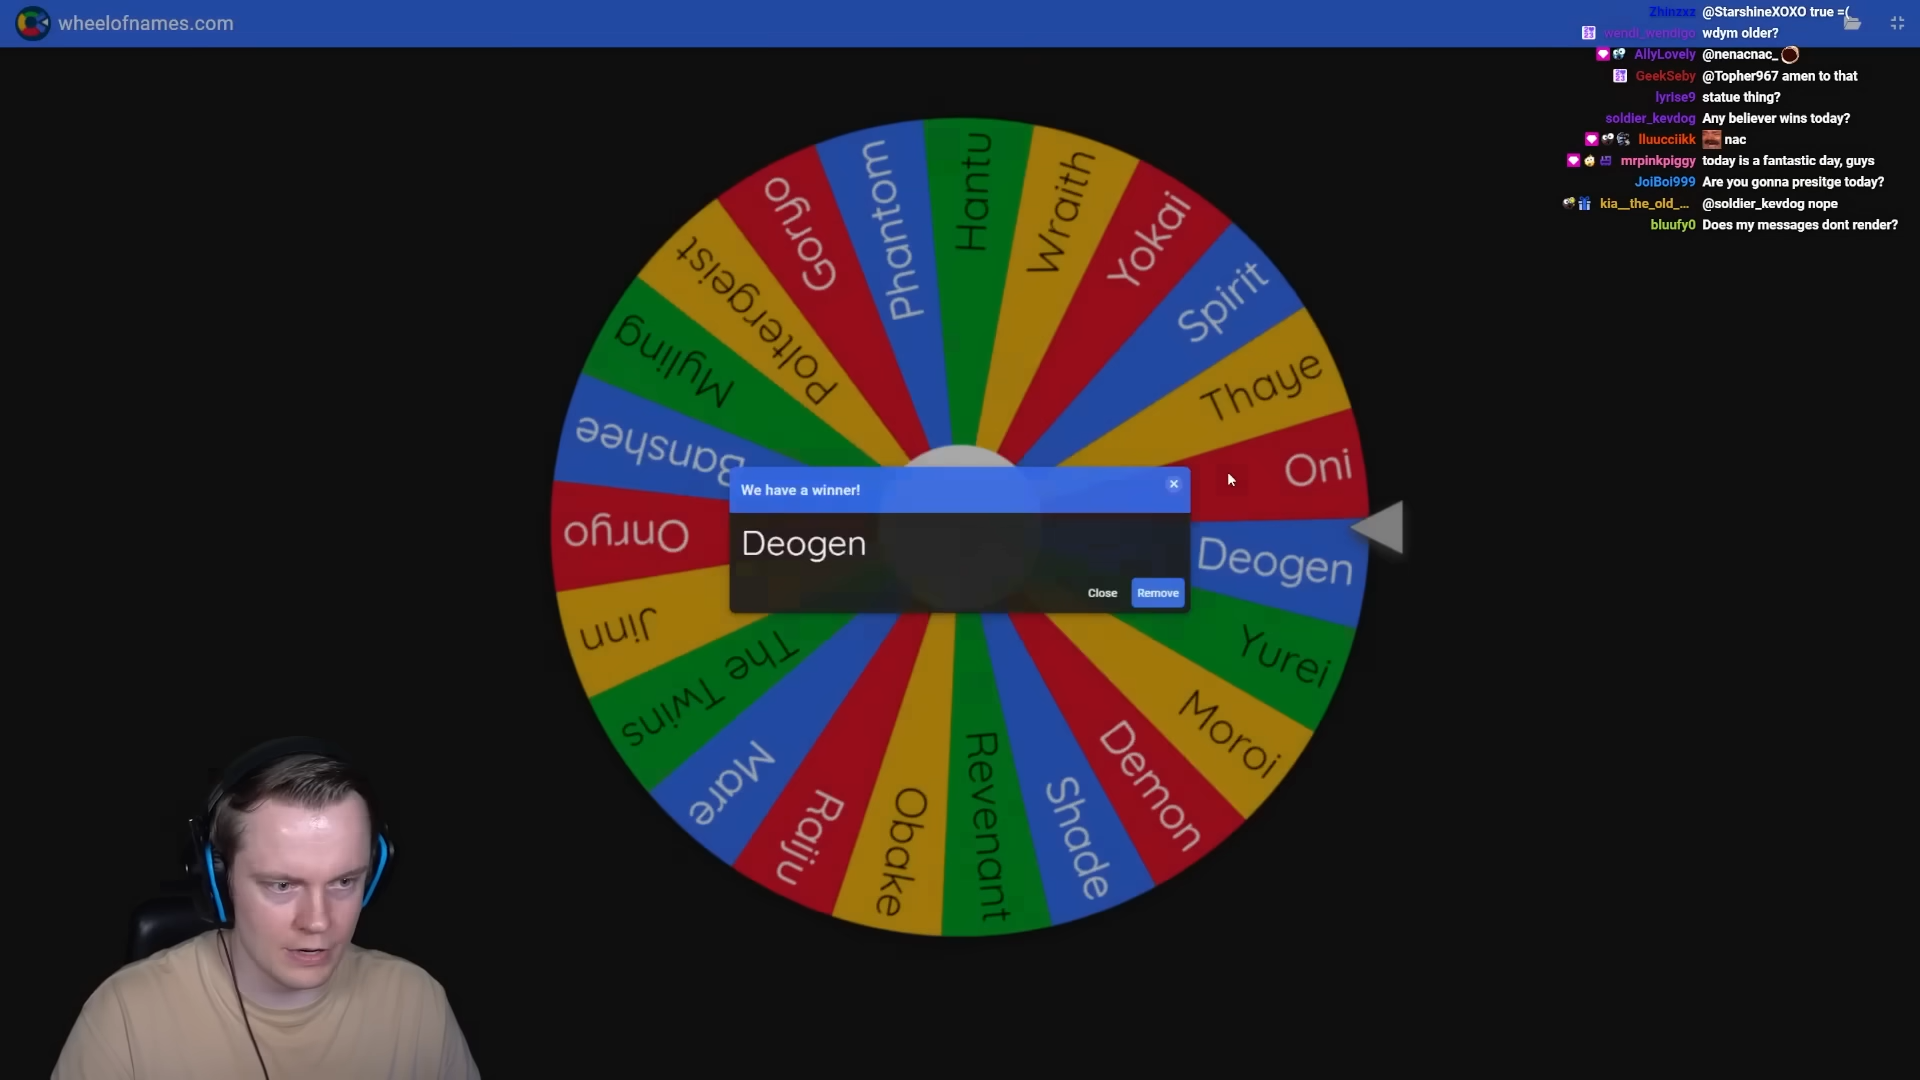 wheelofnames.com
Zhinzxz @StarshineXOXO true =(
wendi_wendigo wdym older?
AllyLovely @nenacnac_
GeekSeby @Topher967 amen to that
lyrise9 statue thing?
soldier_kevdog Any believer wins today?
lluucciikk nac
mrpinkpiggy today is a fantastic day, guys
JoiBoi999 Are you gonna presitge today?
kia__the_old_... @soldier_kevdog nope
bluufy0 Does my messages dont render?
Hantu
Wraith
Yokai
Spirit
Thaye
Oni
Deogen
Yurei
Moroi
Demon
Shade
Revenant
Obake
Raiju
Mare
The Twins
Jinn
Onryo
Banshee
Myling
Poltergeist
Goryo
Phantom
We have a winner!
Deogen
Close
Remove